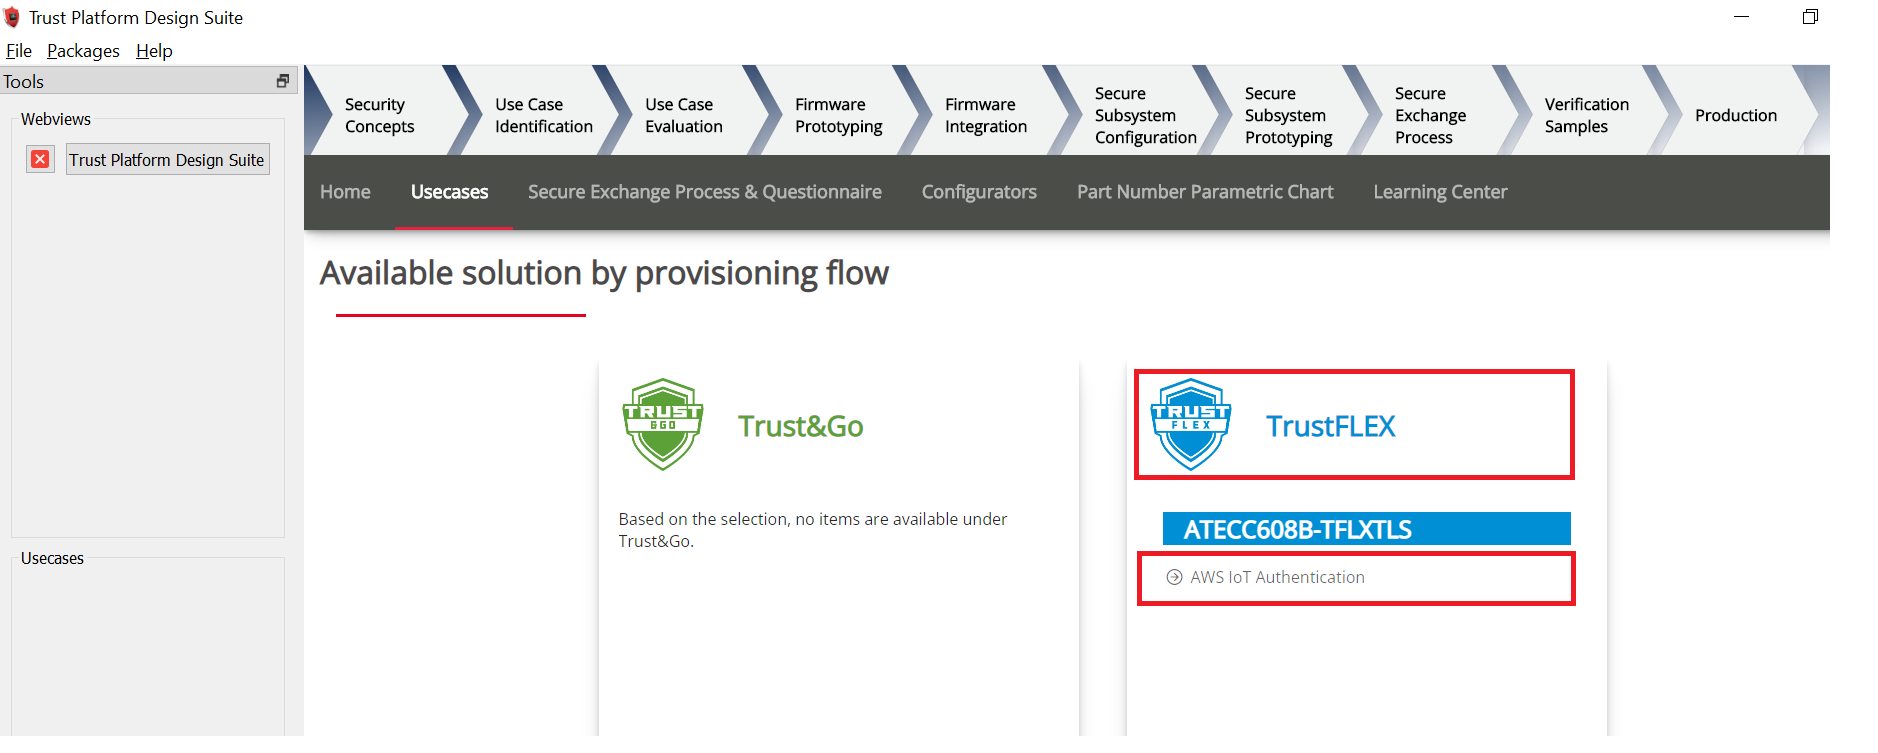 Trust Platform Design Suite
File Packages Help
Tools
Webviews
Trust Platform Design Suite
Usecases
Security
Concepts
Use Case
Identification
Use Case
Evaluation
Firmware
Prototyping
Firmware
Integration
Secure
Subsystem
Configuration
Secure
Subsystem
Prototyping
Secure
Exchange
Process
Verification
Samples
Production
Home Usecases Secure Exchange Process & Questionnaire Configurators Part Number Parametric Chart Learning Center
Available solution by provisioning flow
TRUST
&GO
Trust&Go
Based on the selection, no items are available under
Trust&Go.
TRUST
FLEX
TrustFLEX
ATECC608B-TFLXTLS
AWS IoT Authentication